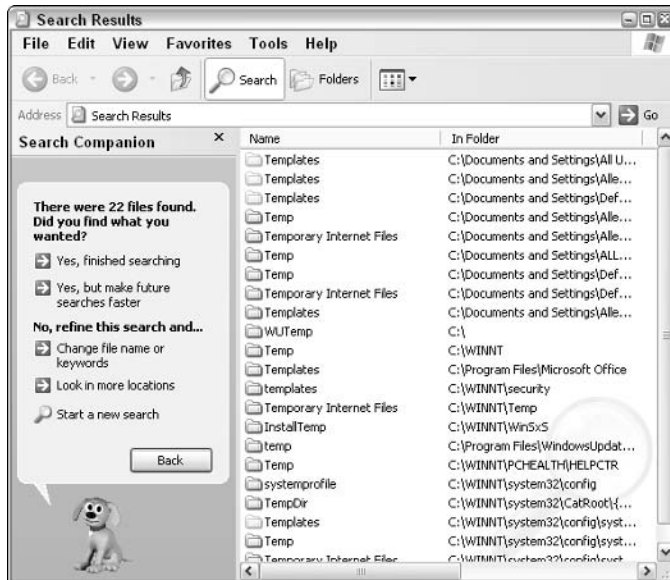 Search Results
File Edit View Favorites Tools Help
Back Search Folders
Address Search Results Go
Search Companion ×
There were 22 files found.
Did you find what you
wanted?
Yes, finished searching
Yes, but make future
searches faster
No, refine this search and...
Change file name or
keywords
Look in more locations
Start a new search
Back
Name In Folder
Templates C:\Documents and Settings\All U...
Templates C:\Documents and Settings\Alle...
Templates C:\Documents and Settings\Def...
Temp C:\Documents and Settings\Alle...
Temporary Internet Files C:\Documents and Settings\Alle...
Temp C:\Documents and Settings\ALL...
Temp C:\Documents and Settings\Def...
Temporary Internet Files C:\Documents and Settings\Def...
Templates C:\Documents and Settings\Alle...
WUTemp C:\
Temp C:\WINNT
Templates C:\Program Files\Microsoft Office
templates C:\WINNT\security
Temporary Internet Files C:\WINNT\Temp
InstallTemp C:\WINNT\WinSxS
temp C:\Program Files\WindowsUpdat...
Temp C:\WINNT\PCHEALTH\HELPCTR
systemprofile C:\WINNT\system32\config
TempDir C:\WINNT\system32\CatRoot\{...
Templates C:\WINNT\system32\config\syst...
Temp C:\WINNT\system32\config\syst...
Temporary Internet Files C:\WINNT\system32\config\syst...